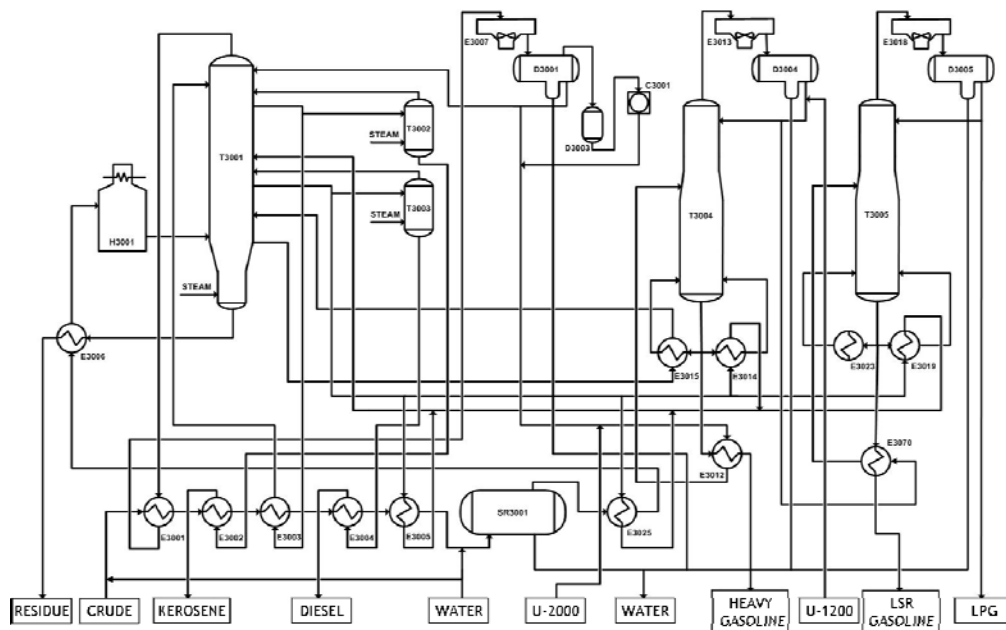 E3007
D3001
E3013
D3004
E3018
D3005
C3001
D3003
T3001
STEAM
T3002
STEAM
T3003
H3001
STEAM
T3004
T3005
E3006
E3015
E3014
E3023
E3019
E3012
E3070
E3001
E3002
E3003
E3004
E3005
SR3001
E3025
RESIDUE
CRUDE
KEROSENE
DIESEL
WATER
U-2000
WATER
HEAVY
GASOLINE
U-1200
LSR
GASOLINE
LPG